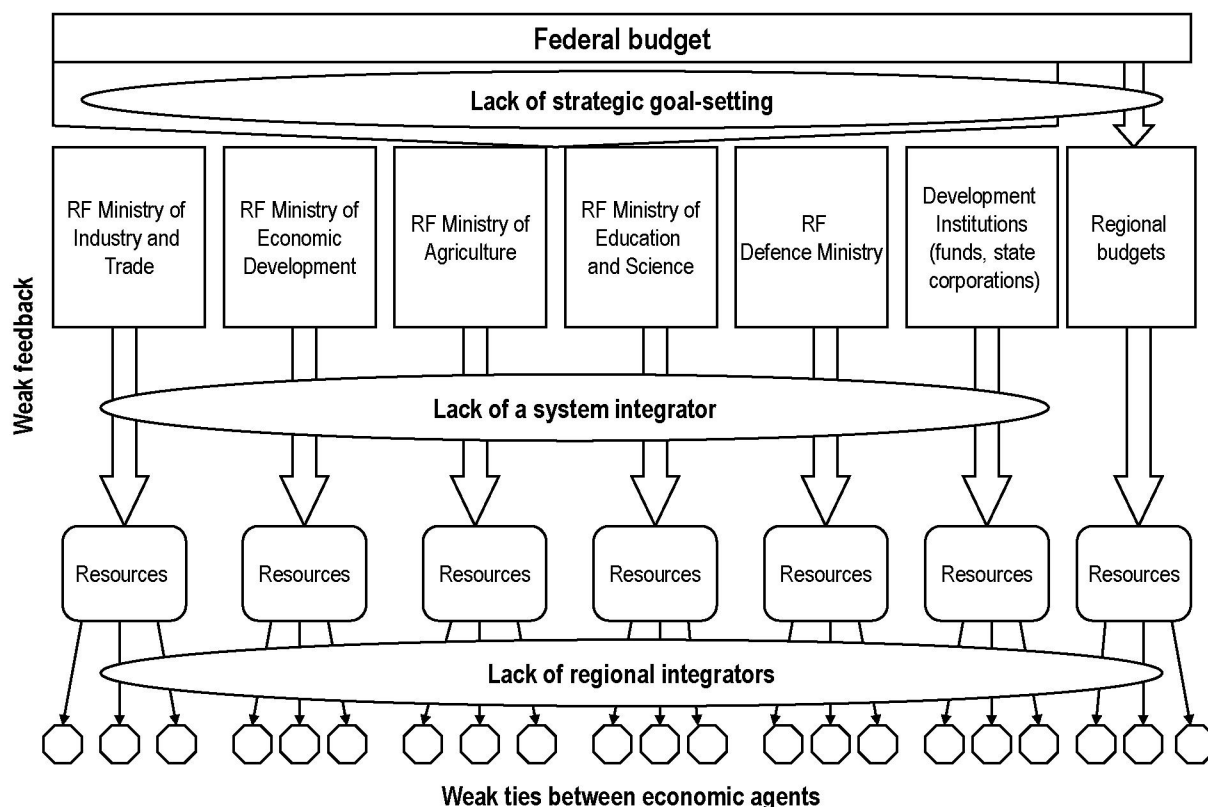 Federal budget
Lack of strategic goal-setting
RF Ministry of
Industry and
Trade
RF Ministry of
Economic
Development
RF Ministry of
Agriculture
RF Ministry of
Education
and Science
RF
Defence Ministry
Development
Institutions
(funds, state
corporations)
Regional
budgets
Weak feedback
Lack of a system integrator
Resources
Resources
Resources
Resources
Resources
Resources
Resources
Lack of regional integrators
Weak ties between economic agents